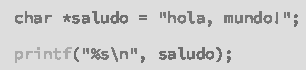 char *saludo = "hola, mundo!";
printf("%s\n", saludo);